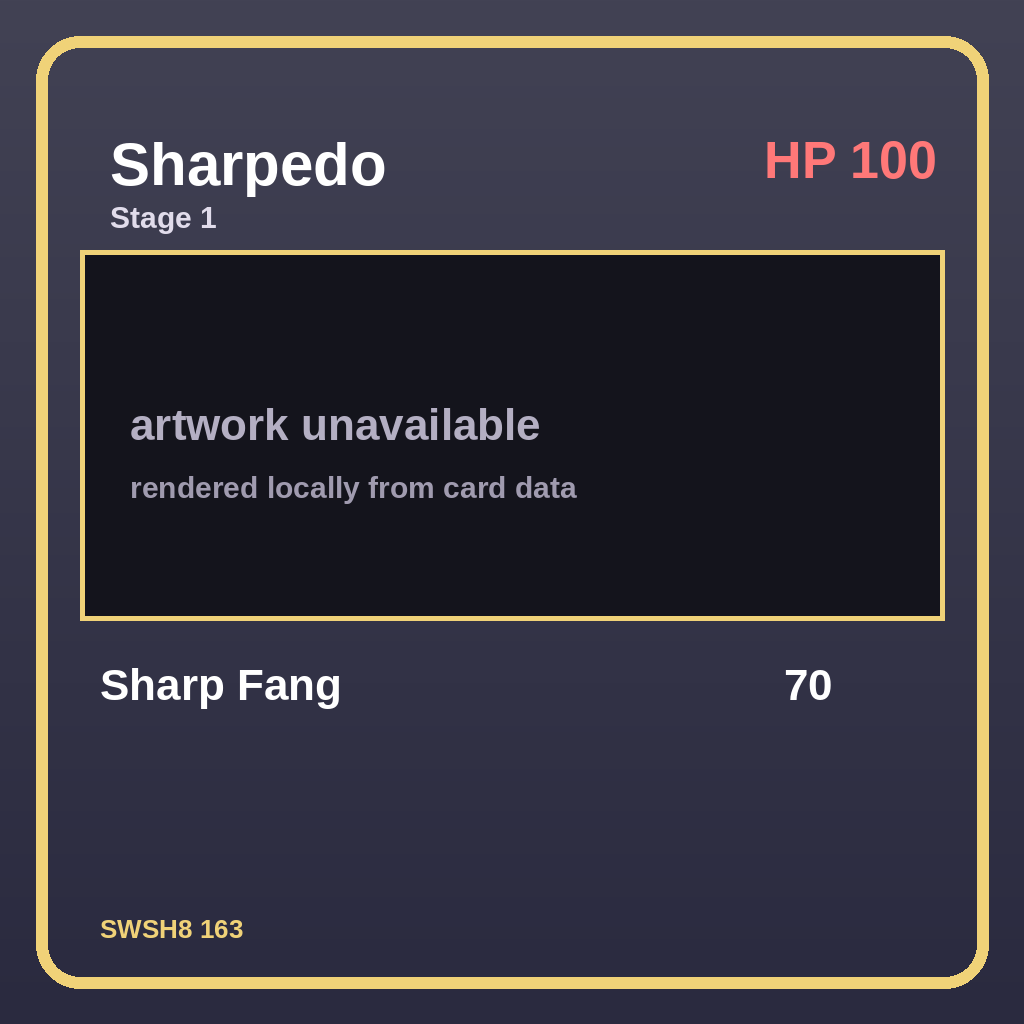 Sharpedo
HP 100
Stage 1
artwork unavailable
rendered locally from card data
Sharp Fang
70
SWSH8 163